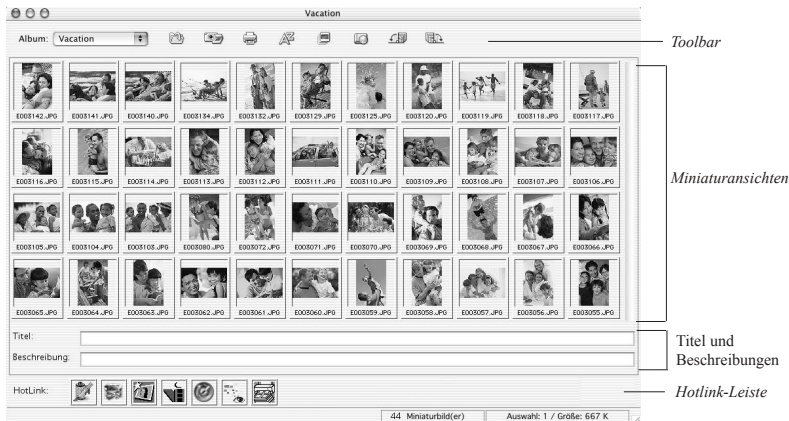 Vacation
Album: Vacation
Toolbar
E003142.JPG E003141.JPG E003140.JPG E003134.JPG E003132.JPG E003129.JPG E003125.JPG E003120.JPG E003119.JPG E003118.JPG E003117.JPG
E003116.JPG E003115.JPG E003114.JPG E003113.JPG E003112.JPG E003111.JPG E003110.JPG E003109.JPG E003108.JPG E003107.JPG E003106.JPG
Miniaturansichten
E003105.JPG E003104.JPG E003103.JPG E003080.JPG E003072.JPG E003071.JPG E003070.JPG E003069.JPG E003068.JPG E003067.JPG E003066.JPG
E003065.JPG E003064.JPG E003063.JPG E003062.JPG E003061.JPG E003060.JPG E003059.JPG E003058.JPG E003057.JPG E003056.JPG E003055.JPG
Titel:
Beschreibung:
Titel und
Beschreibungen
HotLink:
Hotlink-Leiste
44 Miniaturbild(er) Auswahl: 1 / Größe: 667 K